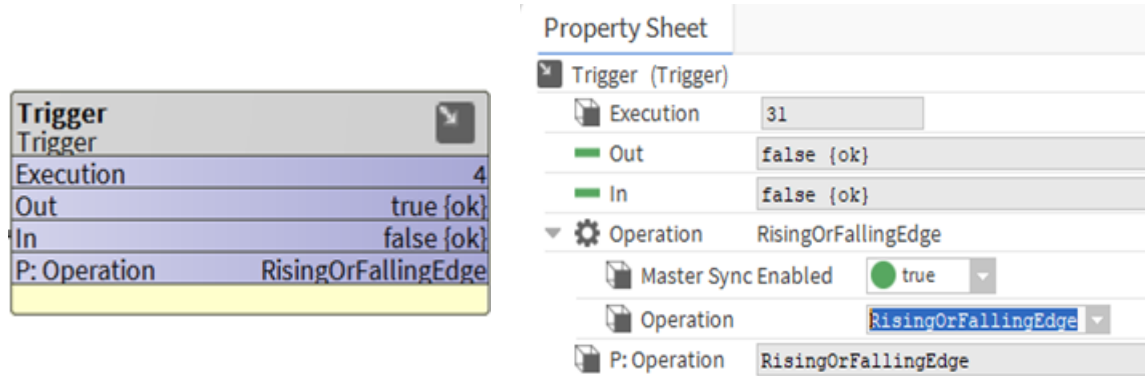 Trigger
Trigger
Execution 4
Out true {ok}
In false {ok}
P: Operation RisingOrFallingEdge
Property Sheet
Trigger (Trigger)
Execution 31
Out false {ok}
In false {ok}
Operation RisingOrFallingEdge
Master Sync Enabled true
Operation RisingOrFallingEdge
P: Operation RisingOrFallingEdge